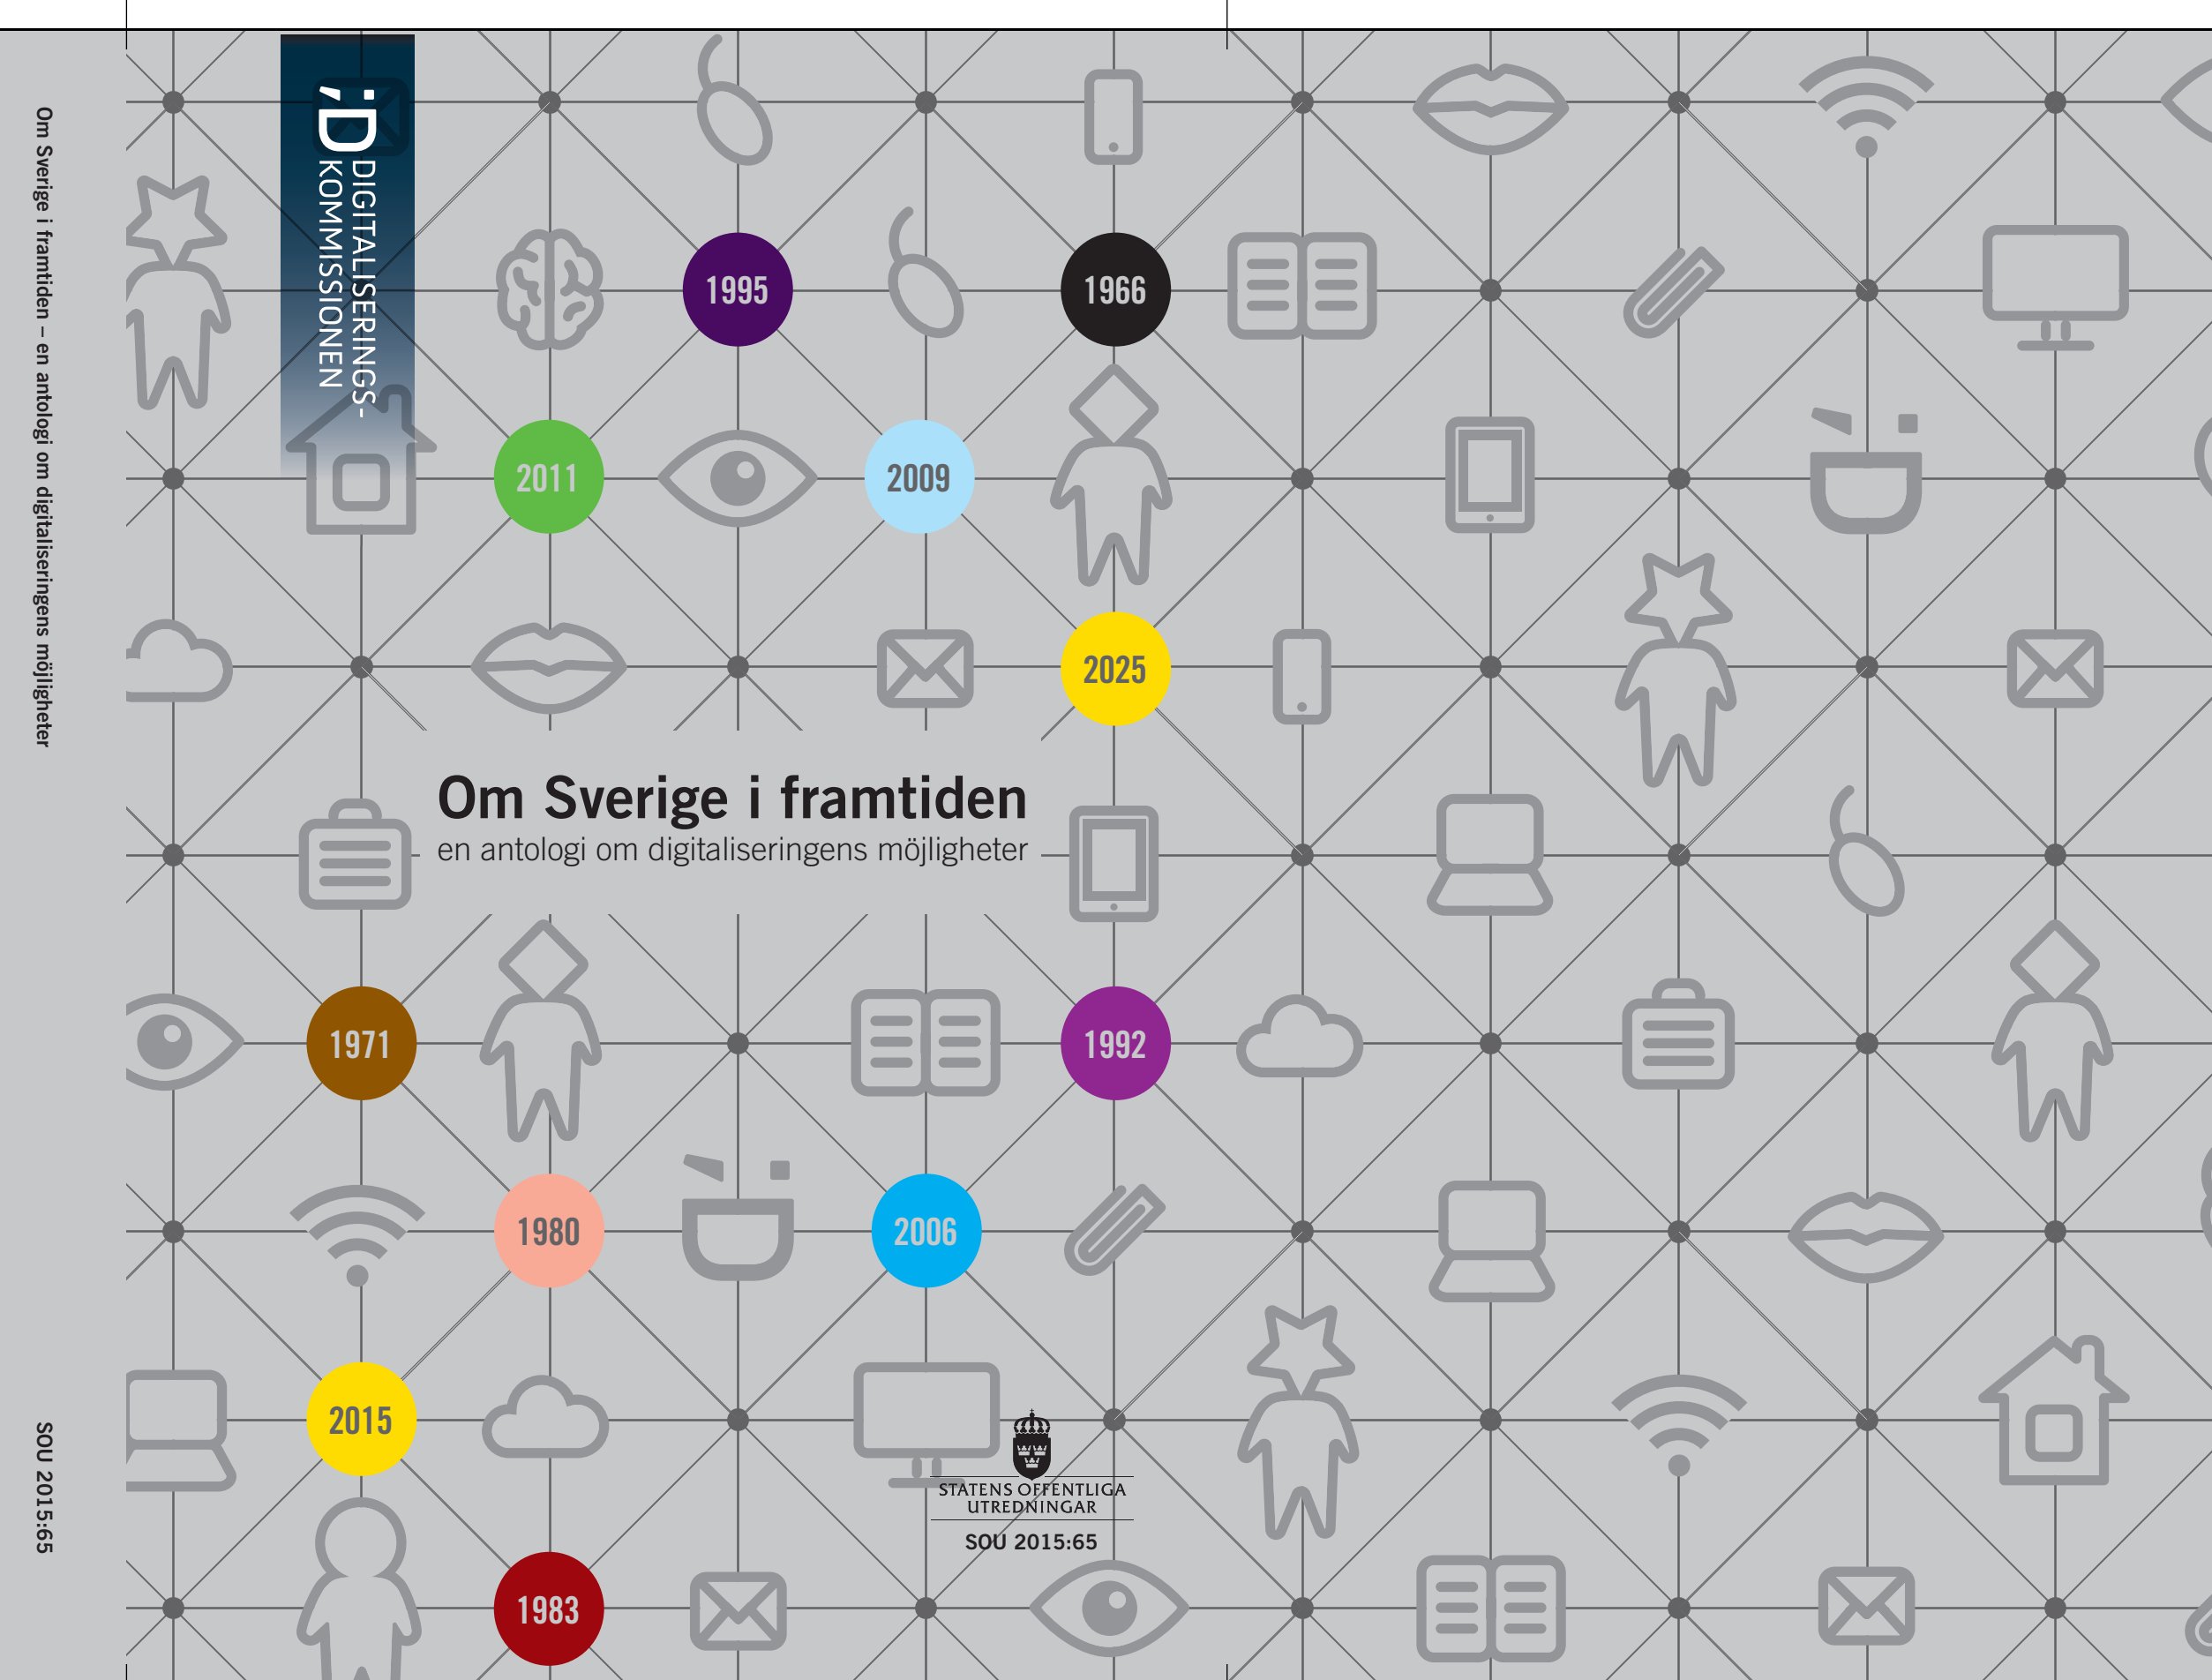 Om Sverige i framtiden – en antologi om digitaliseringens möjligheter
SOU 2015:65
;D
DIGITALISERINGS-
KOMMISSIONEN
1995
1966
2011
2009
2025
Om Sverige i framtiden
en antologi om digitaliseringens möjligheter
1971
1992
1980
2006
2015
STATENS OFFENTLIGA
UTREDNINGAR
SOU 2015:65
1983